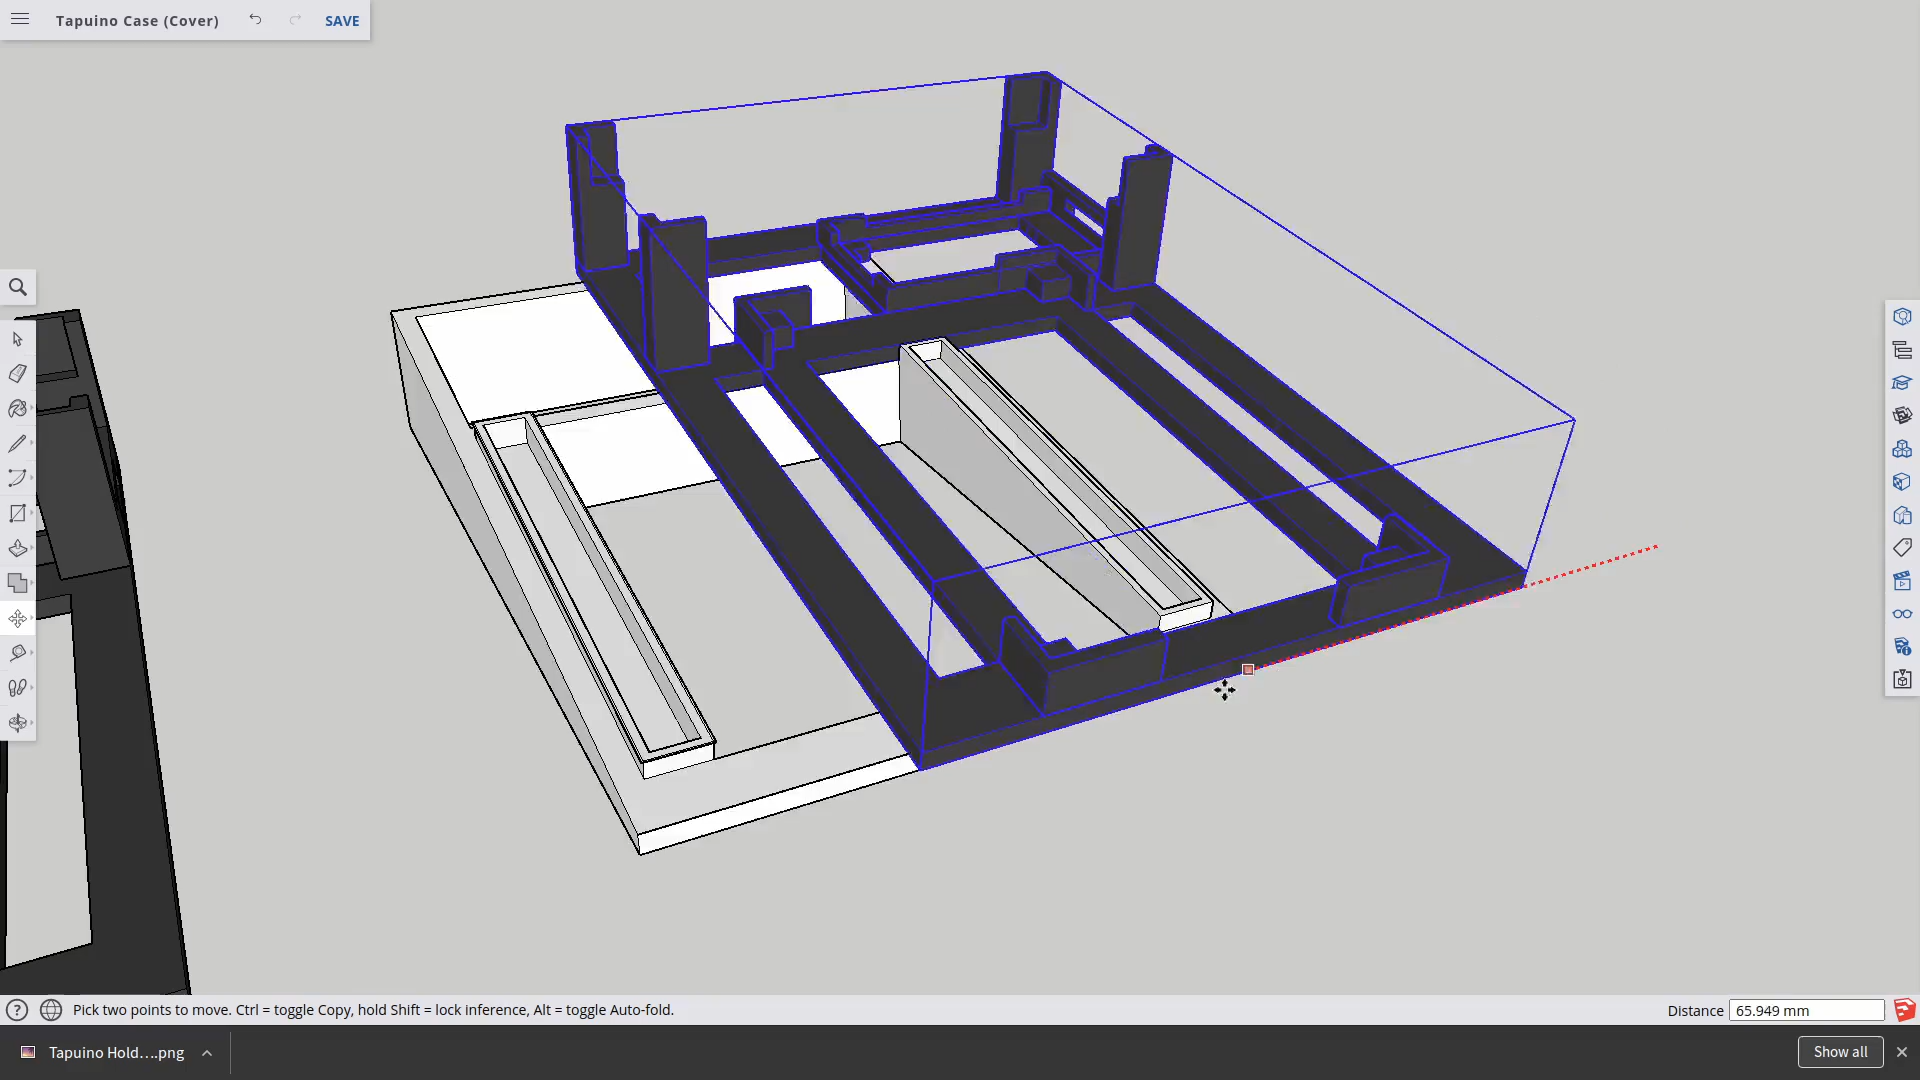 Tapuino Case (Cover)
SAVE
Pick two points to move. Ctrl = toggle Copy, hold Shift = lock inference, Alt = toggle Auto-fold.
Distance
65.949 mm
Tapuino Hold....png
Show all